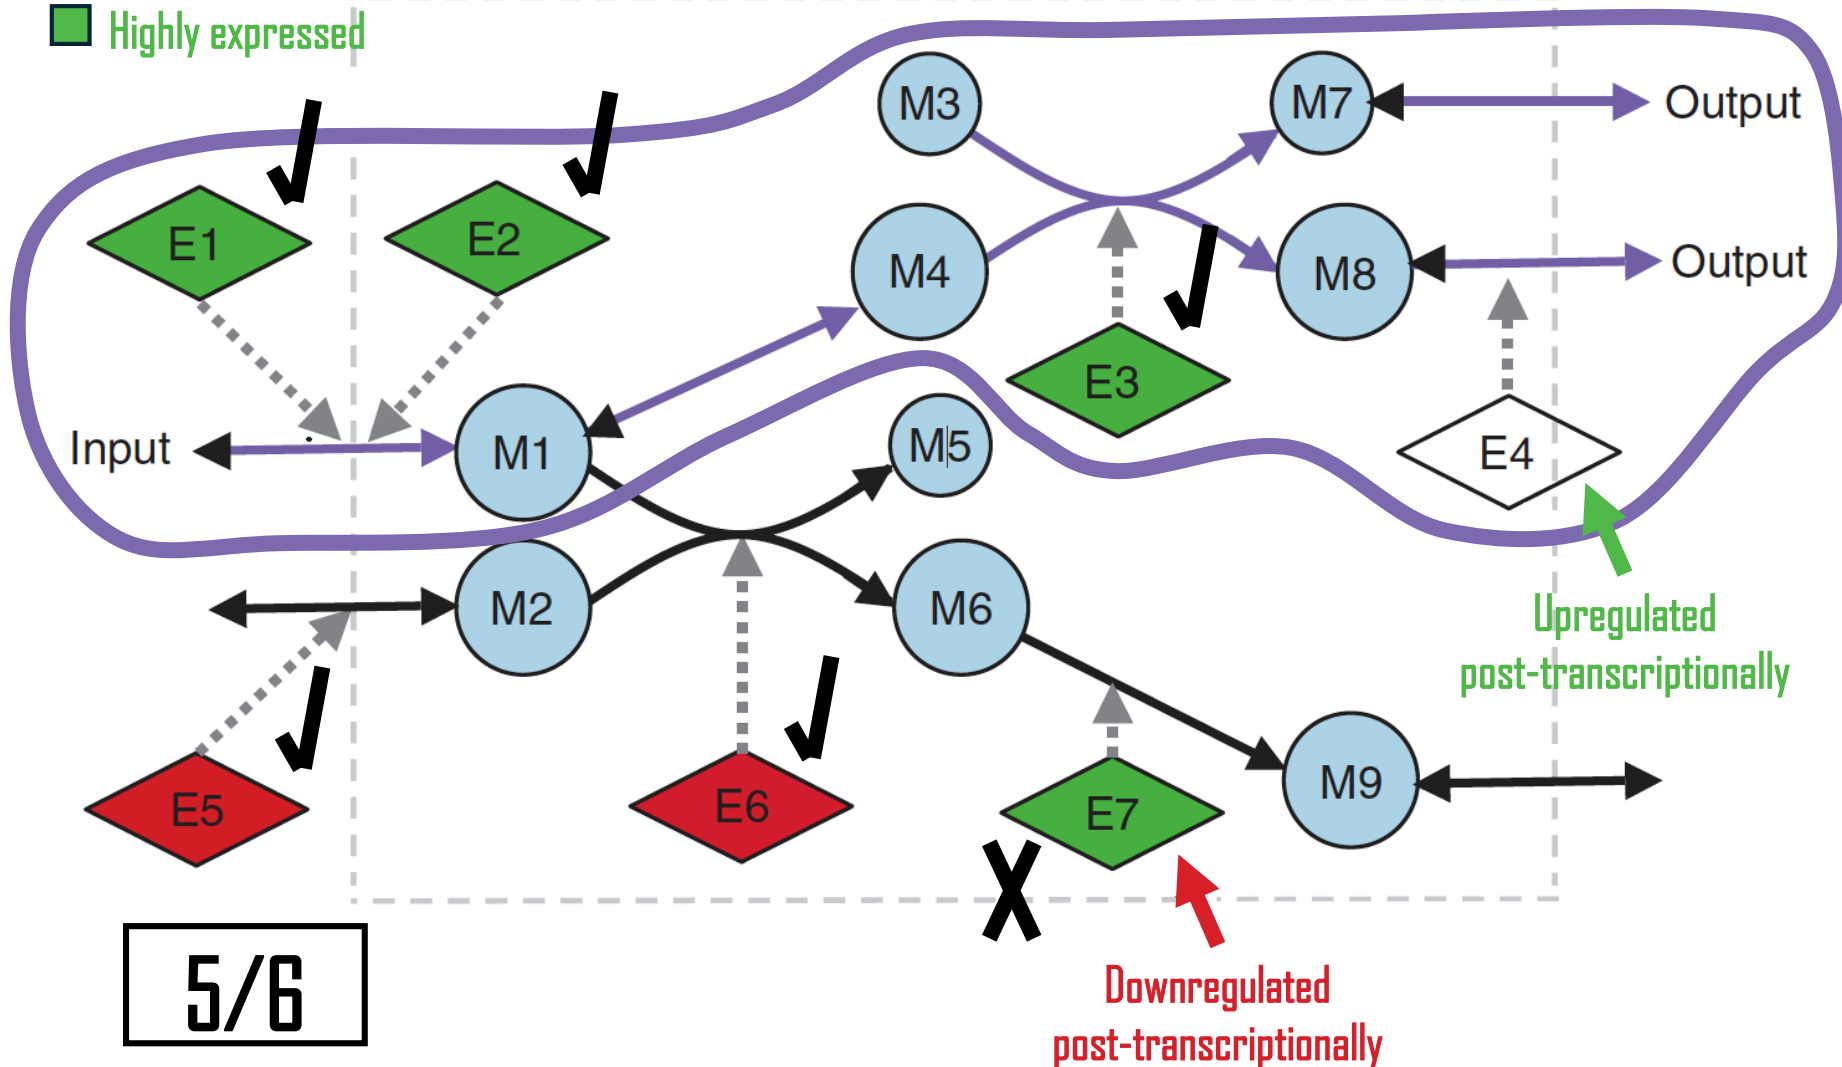 Highly expressed
M3
M7
Output
E1
E2
M4
M8
Output
E3
Input
M1
M5
E4
M2
M6
Upregulated
post-transcriptionally
E5
E6
E7
M9
5/6
Downregulated
post-transcriptionally